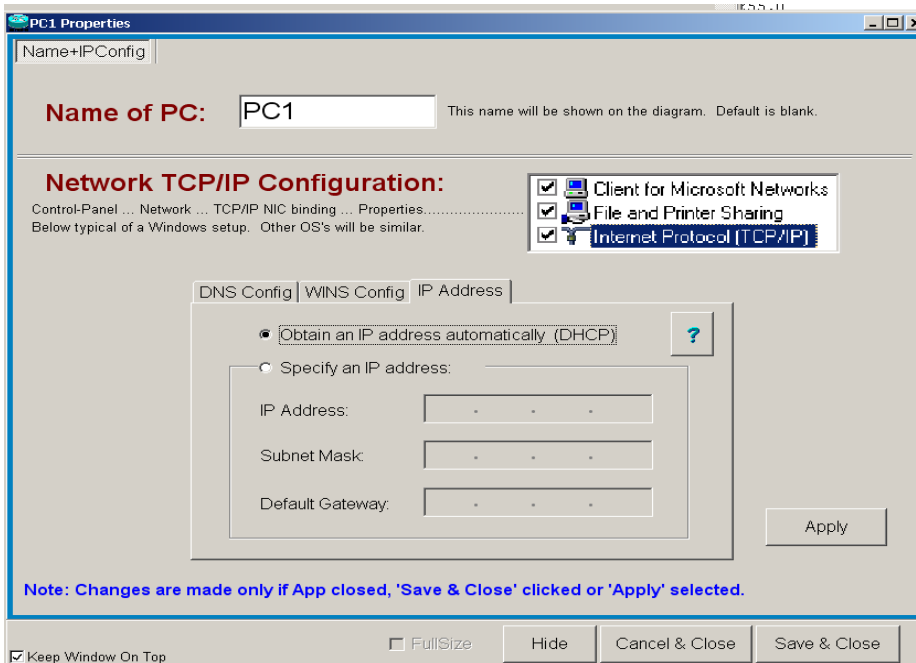 PC1 Properties
Name+IPConfig
Name of PC: PC1 This name will be shown on the diagram. Default is blank.
Network TCP/IP Configuration:
Control-Panel ... Network ... TCP/IP NIC binding ... Properties........................
Below typical of a Windows setup. Other OS's will be similar.
Client for Microsoft Networks
File and Printer Sharing
Internet Protocol (TCP/IP)
DNS Config WINS Config IP Address
Obtain an IP address automatically (DHCP)
?
Specify an IP address:
IP Address: . . .
Subnet Mask: . . .
Default Gateway: . . .
Apply
Note: Changes are made only if App closed, 'Save & Close' clicked or 'Apply' selected.
Keep Window On Top
FullSize
Hide
Cancel & Close
Save & Close